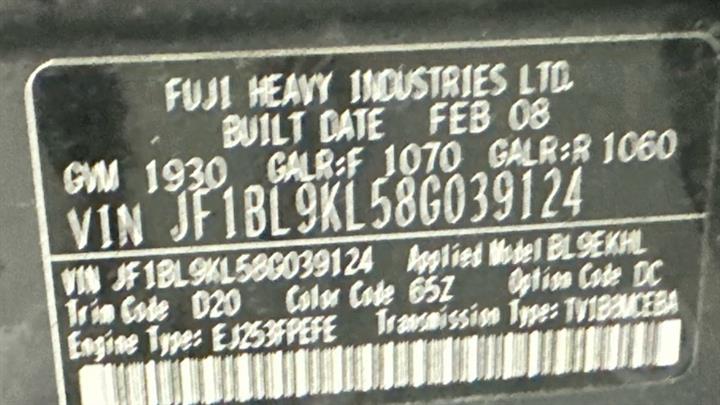 FUJI HEAVY INDUSTRIES LTD.
BUILT DATE FEB 08
GVM 1930 GALR:F 1070 GALR:R 1060
VIN JF1BL9KL58G039124
VIN JF1BL9KL58G039124 Applied Model BL9EKHL
Trim Code D20 Color Code 65Z Option Code DC
Engine Type: EJ253FPEFE Transmission Type: